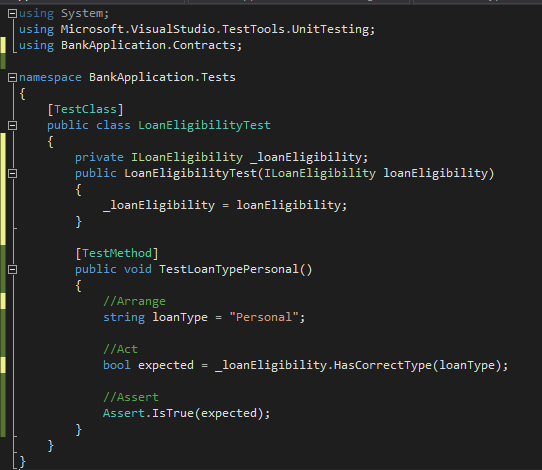 using System;
using Microsoft.VisualStudio.TestTools.UnitTesting;
using BankApplication.Contracts;
namespace BankApplication.Tests
{
[TestClass]
public class LoanEligibilityTest
{
private ILoanEligibility _loanEligibility;
public LoanEligibilityTest(ILoanEligibility loanEligibility)
{
_loanEligibility = loanEligibility;
}
[TestMethod]
public void TestLoanTypePersonal()
{
//Arrange
string loanType = "Personal";
//Act
bool expected = _loanEligibility.HasCorrectType(loanType);
//Assert
Assert.IsTrue(expected);
}
}
}